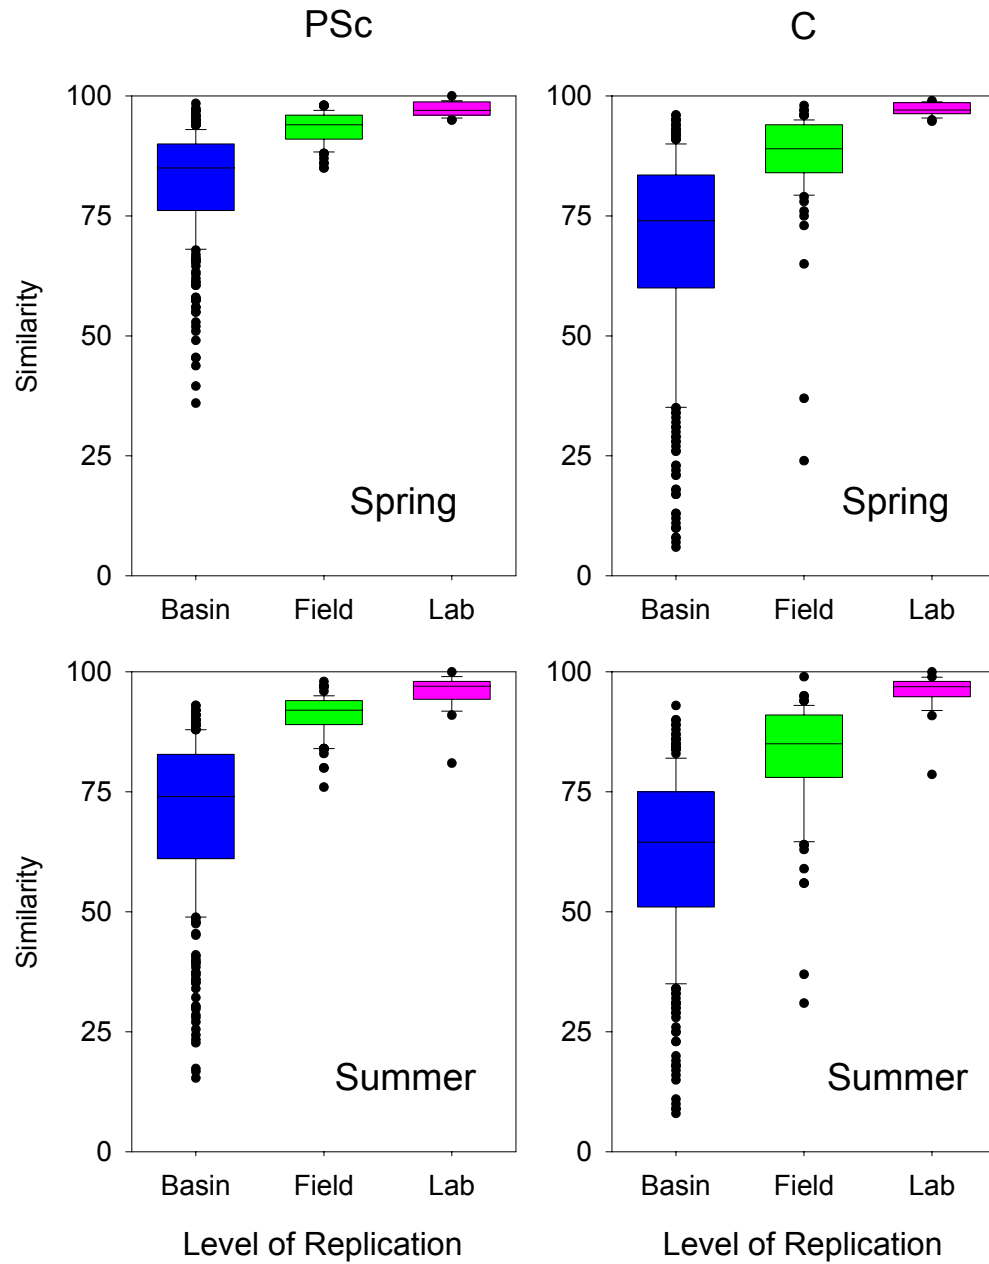 PSc
C
100
75
50
25
0
Similarity
Spring
Basin Field Lab
100
75
50
25
0
Spring
Basin Field Lab
100
75
50
25
0
Similarity
Summer
Basin Field Lab
Level of Replication
100
75
50
25
0
Summer
Basin Field Lab
Level of Replication